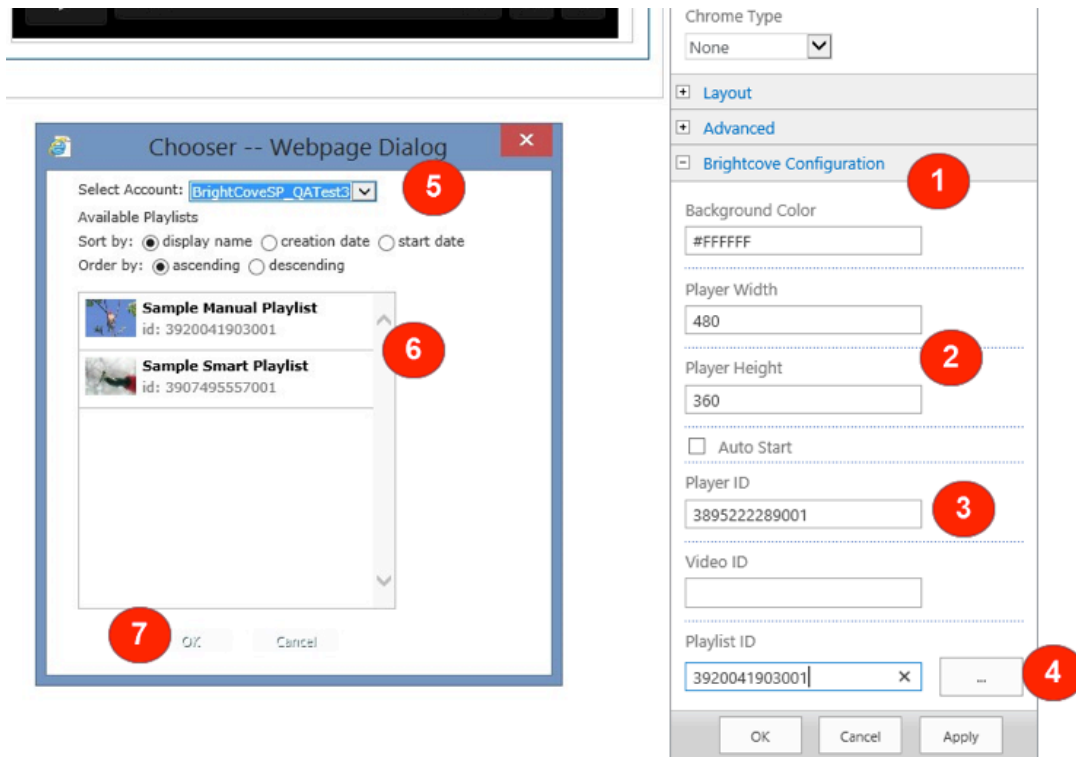 Chrome Type
None
Layout
Advanced
Brightcove Configuration
1
Background Color
#FFFFFF
Player Width
480
2
Player Height
360
Auto Start
Player ID
3895222289001
3
Video ID
Playlist ID
3920041903001
...
4
OK Cancel Apply
Chooser -- Webpage Dialog
Select Account: BrightCoveSP_QATest3
5
Available Playlists
Sort by: display name creation date start date
Order by: ascending descending
Sample Manual Playlist
id: 3920041903001
6
Sample Smart Playlist
id: 3907495557001
7
OK Cancel